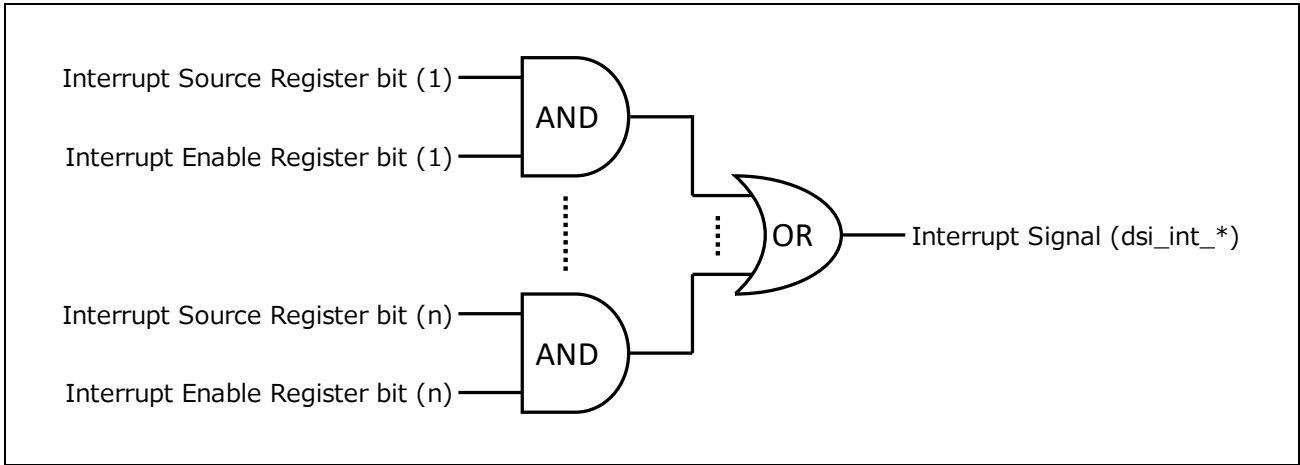 Interrupt Source Register bit (1)
AND
Interrupt Enable Register bit (1)
OR
Interrupt Signal (dsi_int_*)
Interrupt Source Register bit (n)
AND
Interrupt Enable Register bit (n)